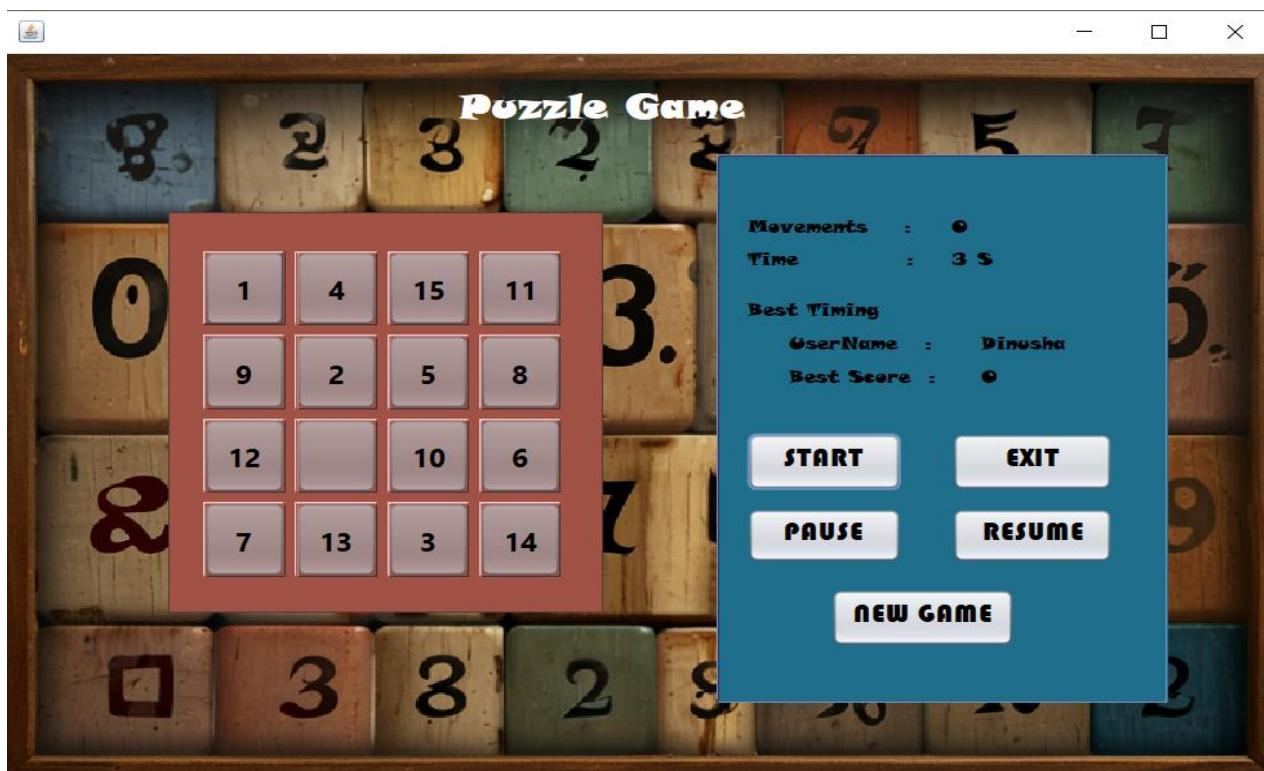 Puzzle Game
1 4 15 11
9 2 5 8
12 10 6
7 13 3 14
Movements : 0
Time : 3 S
Best Timing
UserName : Dinusha
Best Score : 0
START EXIT
PAUSE RESUME
NEW GAME